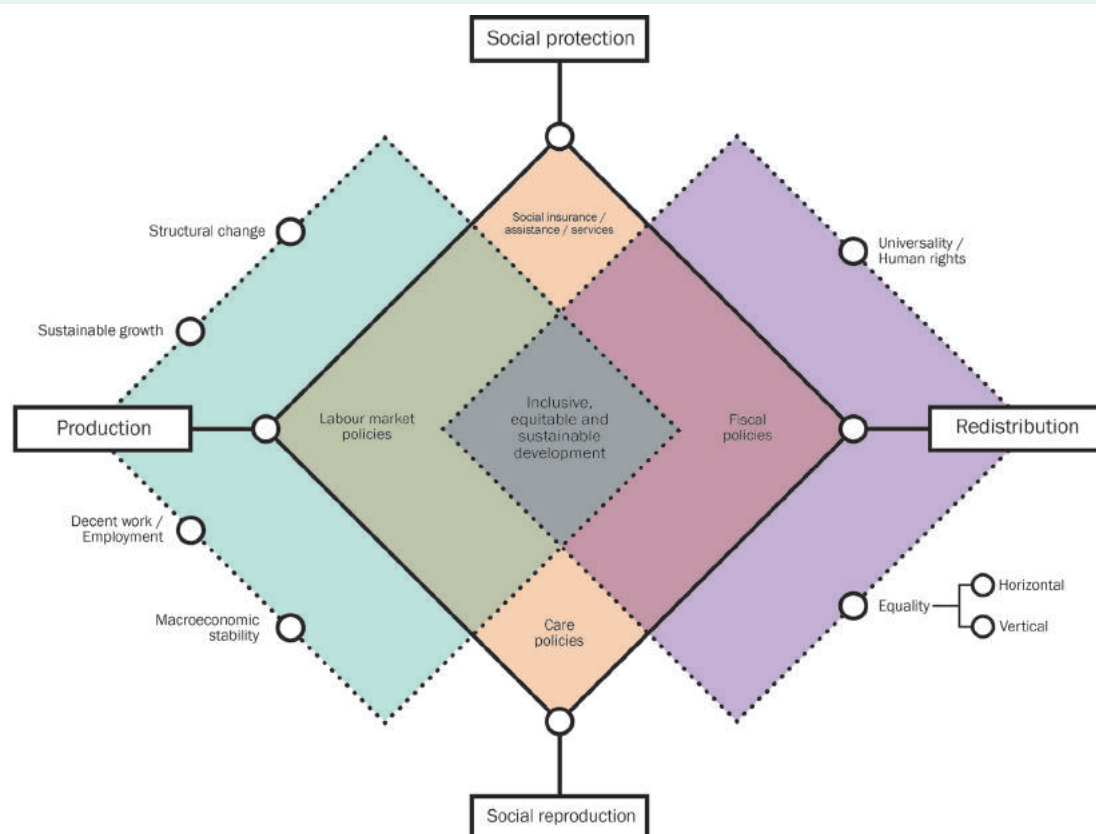 Social protection
Social insurance /
assistance / services
Structural change
Universality /
Human rights
Sustainable growth
Production
Labour market
policies
Inclusive,
equitable and
sustainable
development
Fiscal
policies
Redistribution
Decent work /
Employment
Macroeconomic
stability
Care
policies
Equality
Horizontal
Vertical
Social reproduction